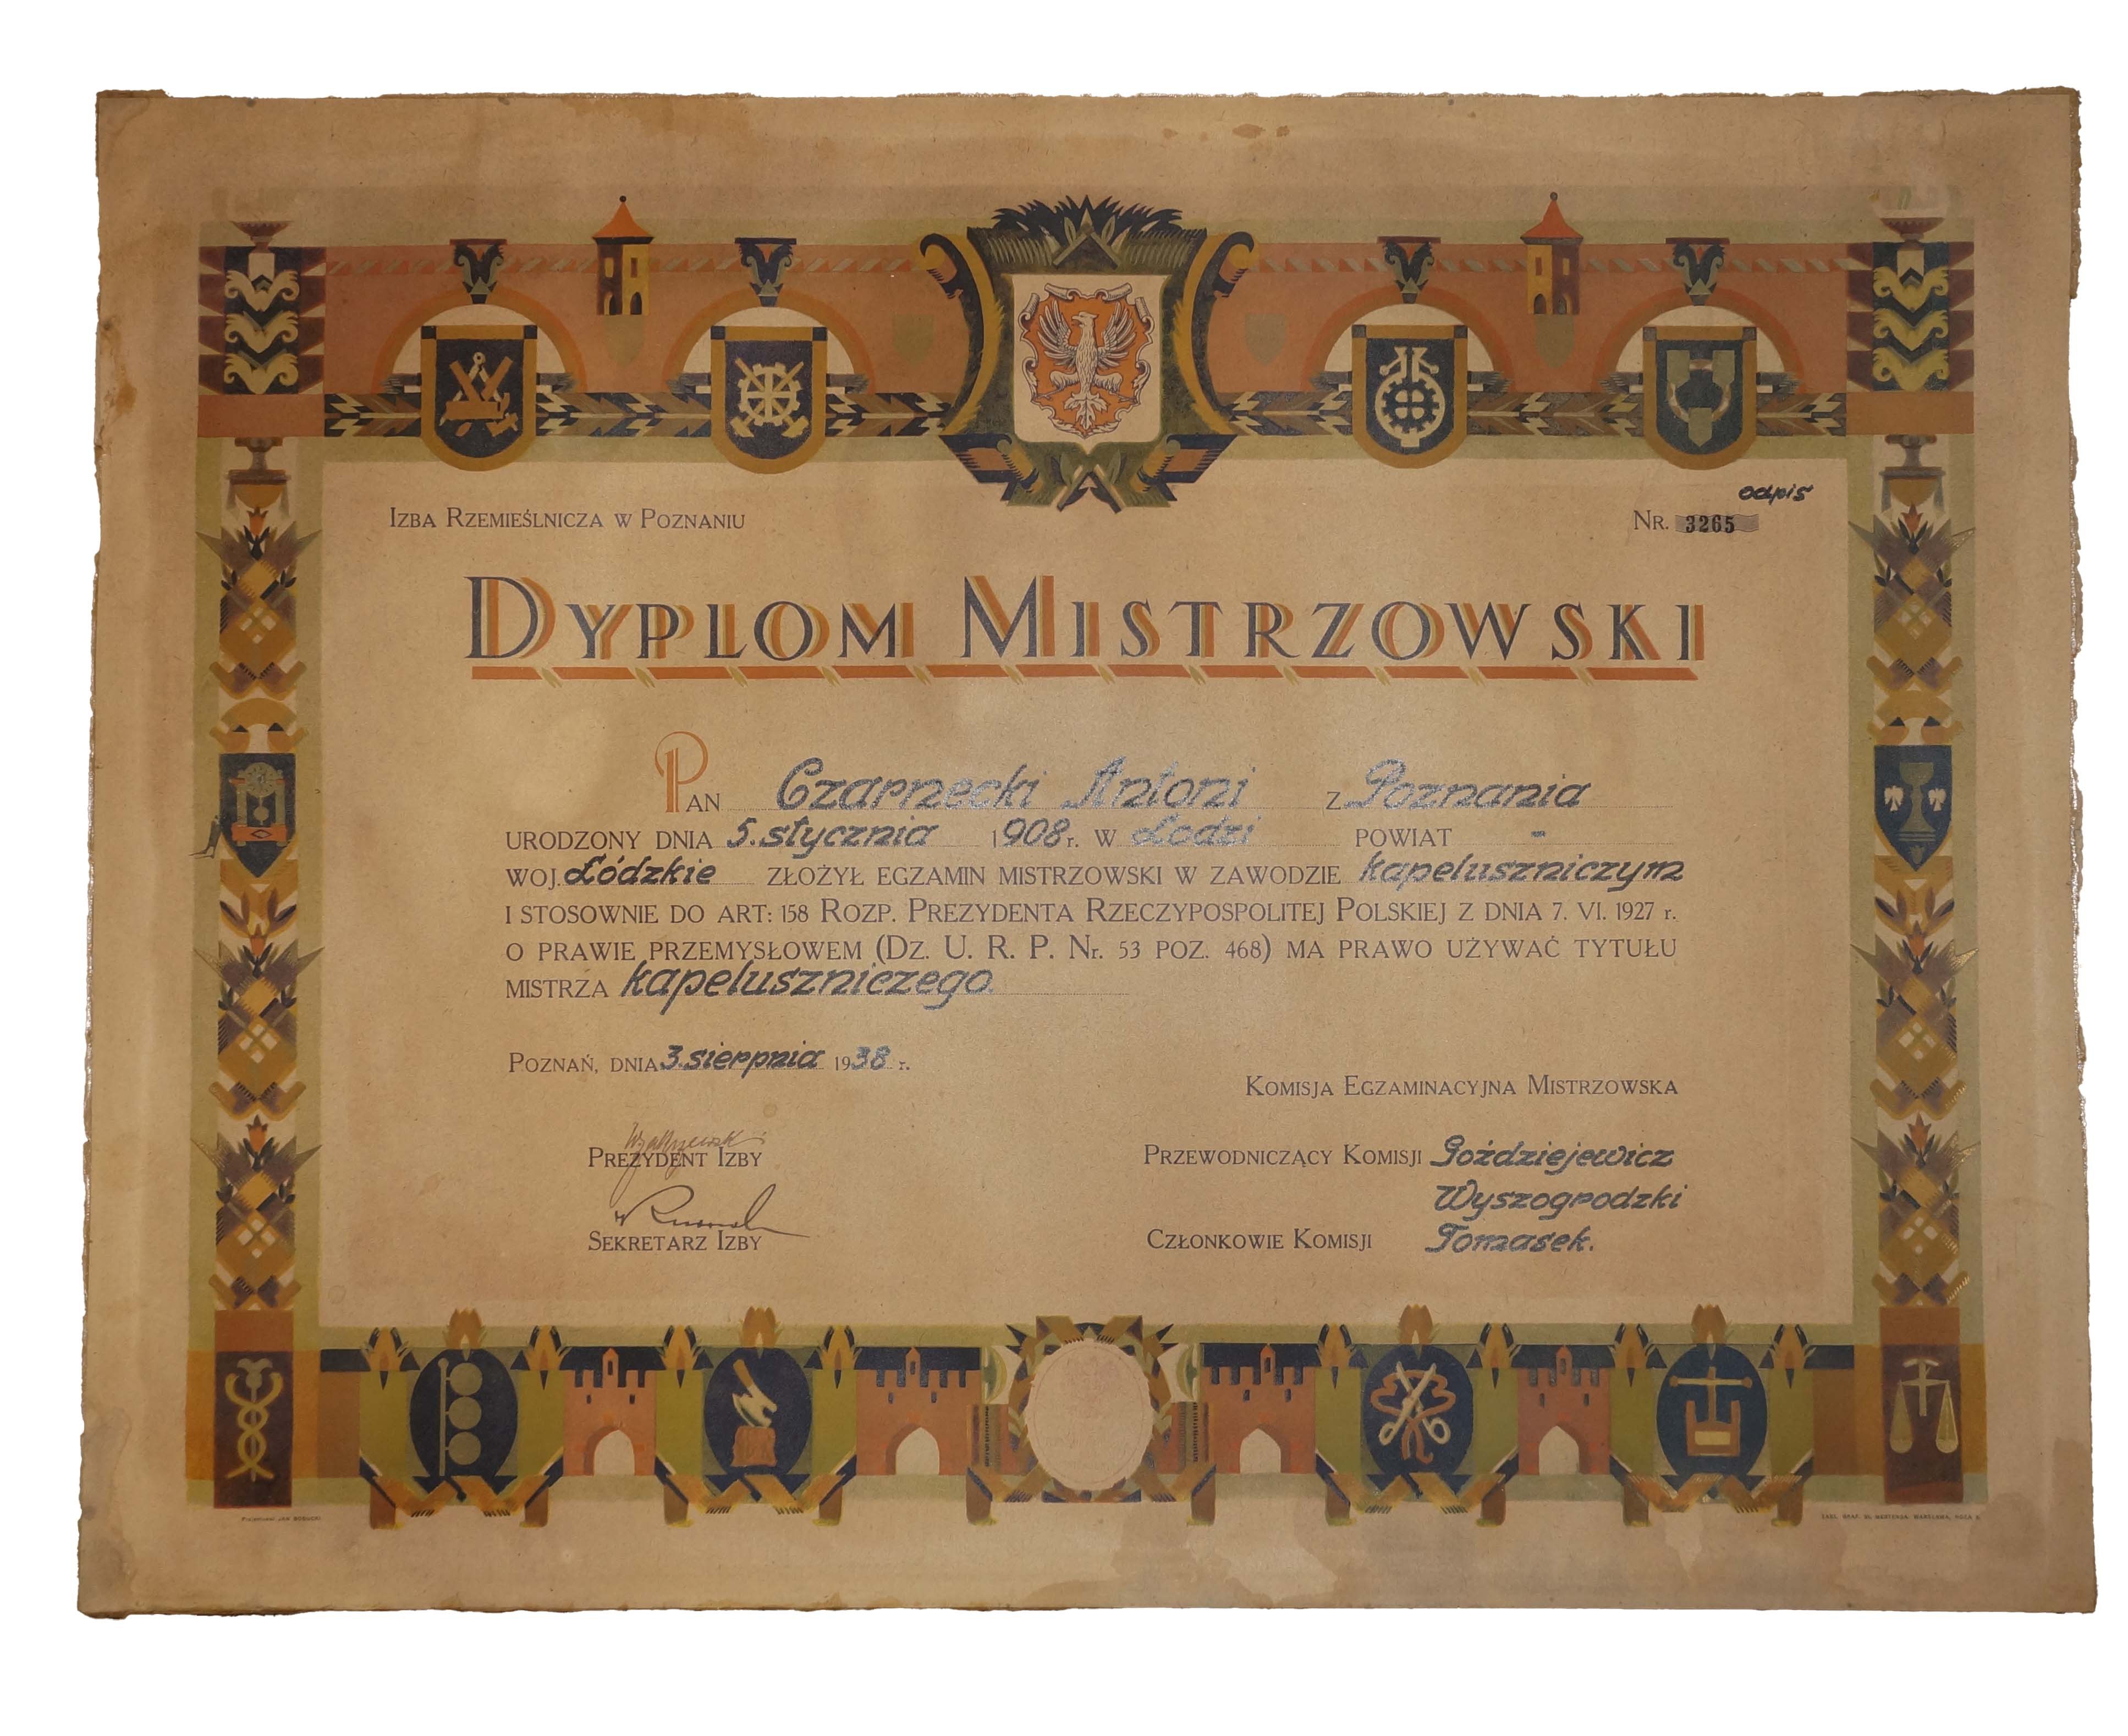 odpis
Izba Rzemieślnicza w Poznaniu Nr. 3265
Dyplom Mistrzowski
Pan Czarnecki Antoni z Poznania
urodzony dnia 5. stycznia 1908 r. w Łodzi powiat -
woj. Łódzkie złożył egzamin mistrzowski w zawodzie kapeluszniczym
i stosownie do art: 158 Rozp. Prezydenta Rzeczypospolitej Polskiej z dnia 7. VI. 1927 r.
o prawie przemysłowem (Dz. U. R. P. Nr. 53 poz. 468) ma prawo używać tytułu
mistrza kapeluszniczego.
Poznań, dnia 3. sierpnia 1938 r.
Komisja Egzaminacyjna Mistrzowska
Prezydent Izby
Przewodniczący Komisji Goździejewicz
Wyszogrodzki
Sekretarz Izby
Członkowie Komisji Tomasek.